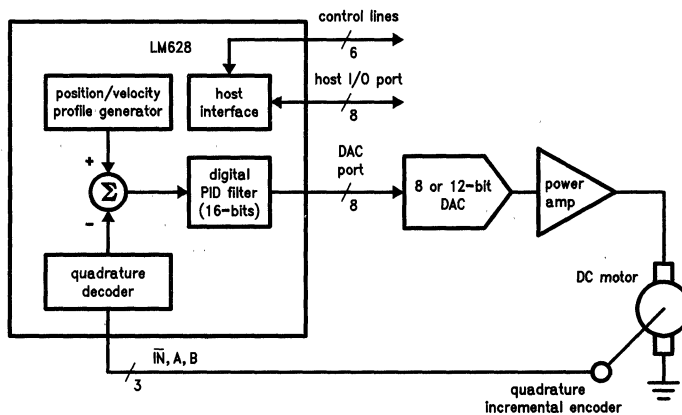 LM628
control lines
6
position/velocity
profile generator
host
interface
host I/O port
8
+
Σ
-
digital
PID filter
(16-bits)
DAC
port
8
8 or 12-bit
DAC
power
amp
quadrature
decoder
DC motor
I̅N̅, A, B
3
quadrature
incremental encoder